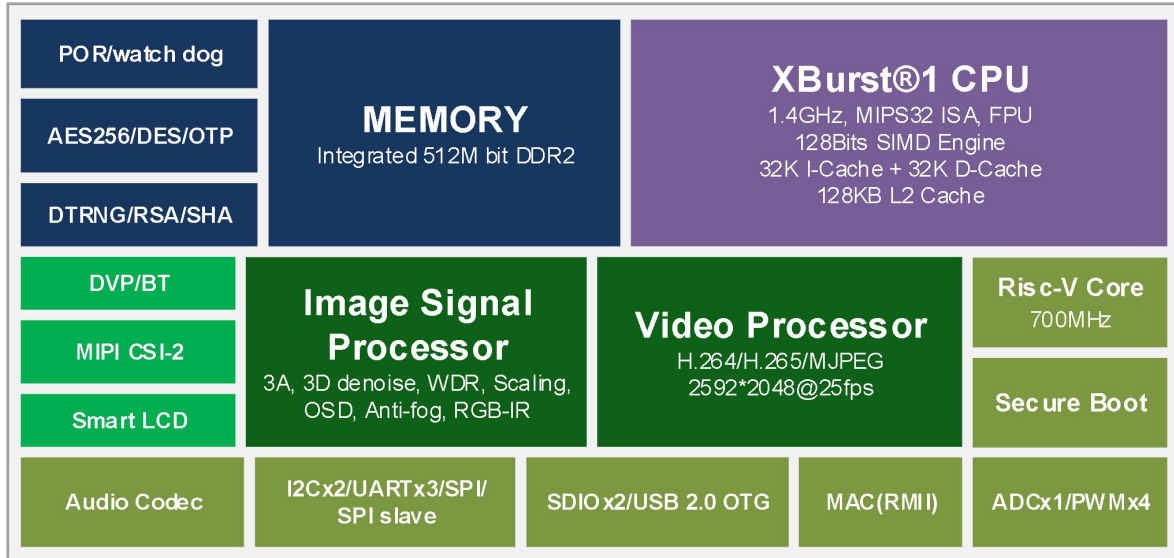 POR/watch dog
AES256/DES/OTP
DTRNG/RSA/SHA
MEMORY
Integrated 512M bit DDR2
XBurst®1 CPU
1.4GHz, MIPS32 ISA, FPU
128Bits SIMD Engine
32K I-Cache + 32K D-Cache
128KB L2 Cache
DVP/BT
MIPI CSI-2
Smart LCD
Image Signal
Processor
3A, 3D denoise, WDR, Scaling,
OSD, Anti-fog, RGB-IR
Video Processor
H.264/H.265/MJPEG
2592*2048@25fps
Risc-V Core
700MHz
Secure Boot
Audio Codec
I2Cx2/UARTx3/SPI/
SPI slave
SDIOx2/USB 2.0 OTG
MAC(RMII)
ADCx1/PWMx4